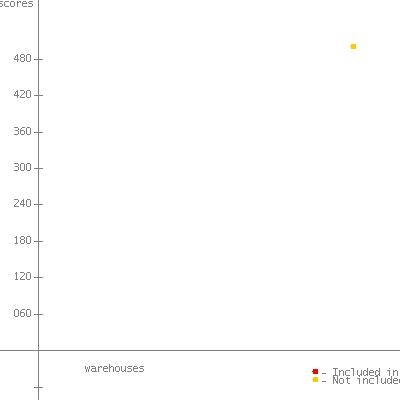 scores
480
420
360
300
240
180
120
060
warehouses
- Included in
- Not included